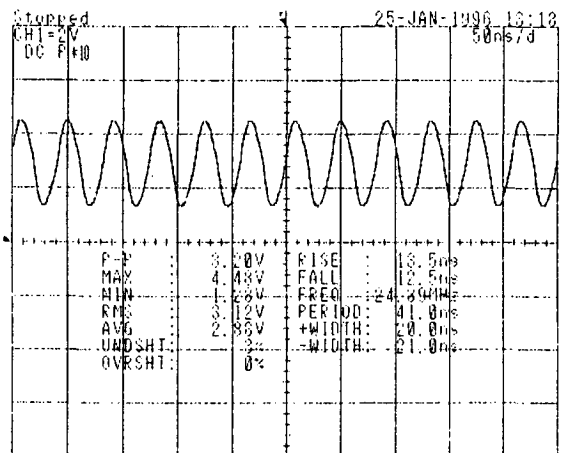 Stopped 25-JAN-1996 13:18
CH1=2V 50ns/d
DC P*10
P-P : 3.20V RISE : 13.5ns
MAX : 4.48V FALL : 12.5ns
MIN : 1.28V FREQ : 24.39MHz
RMS : 3.12V PERIOD: 41.0ns
AVG : 2.88V +WIDTH: 20.0ns
UNDSHT: 3% -WIDTH: 21.0ns
OVRSHT: 0%